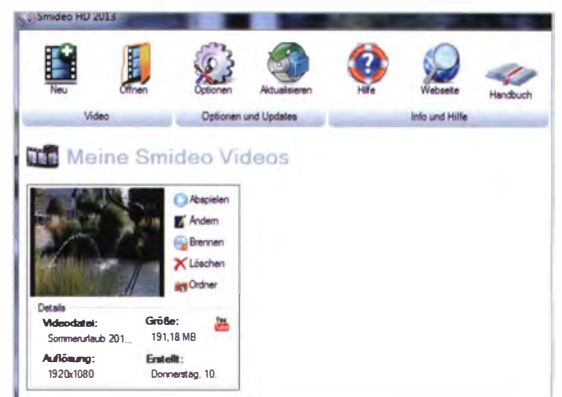 Smideo HD 2013
Neu Öffnen Optionen Aktualisieren Hilfe Webseite Handbuch
Video Optionen und Updates Info und Hilfe
Meine Smideo Videos
Abspielen
Ändern
Brennen
Löschen
Ordner
Details
Videodatei: Größe:
Sommerurlaub 201... 191,18 MB
You Tube
Auflösung: Erstellt:
1920x1080 Donnerstag, 10.